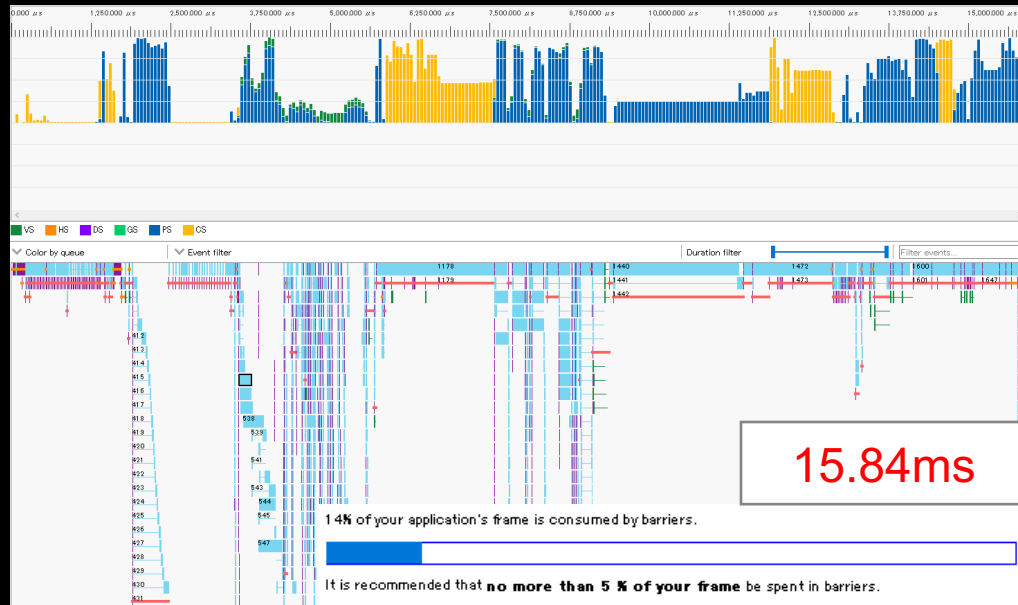 0.000 µs 1,250.000 µs 2,500.000 µs 3,750.000 µs 5,000.000 µs 6,250.000 µs 7,500.000 µs 8,750.000 µs 10,000.000 µs 11,250.000 µs 12,500.000 µs 13,750.000 µs 15,000.000 µs
VS HS DS GS PS CS
Color by queue Event filter Duration filter Filter events...
1178 1440 1472 1600
1179 1441 1473 1601 1647
1442
412
413
414
415
416
417
418 538
419 539
420
421 541
422
423 543
424 544
425 545
426
427 547
428
429
430
431
15.84ms
14% of your application's frame is consumed by barriers.
It is recommended that no more than 5 % of your frame be spent in barriers.